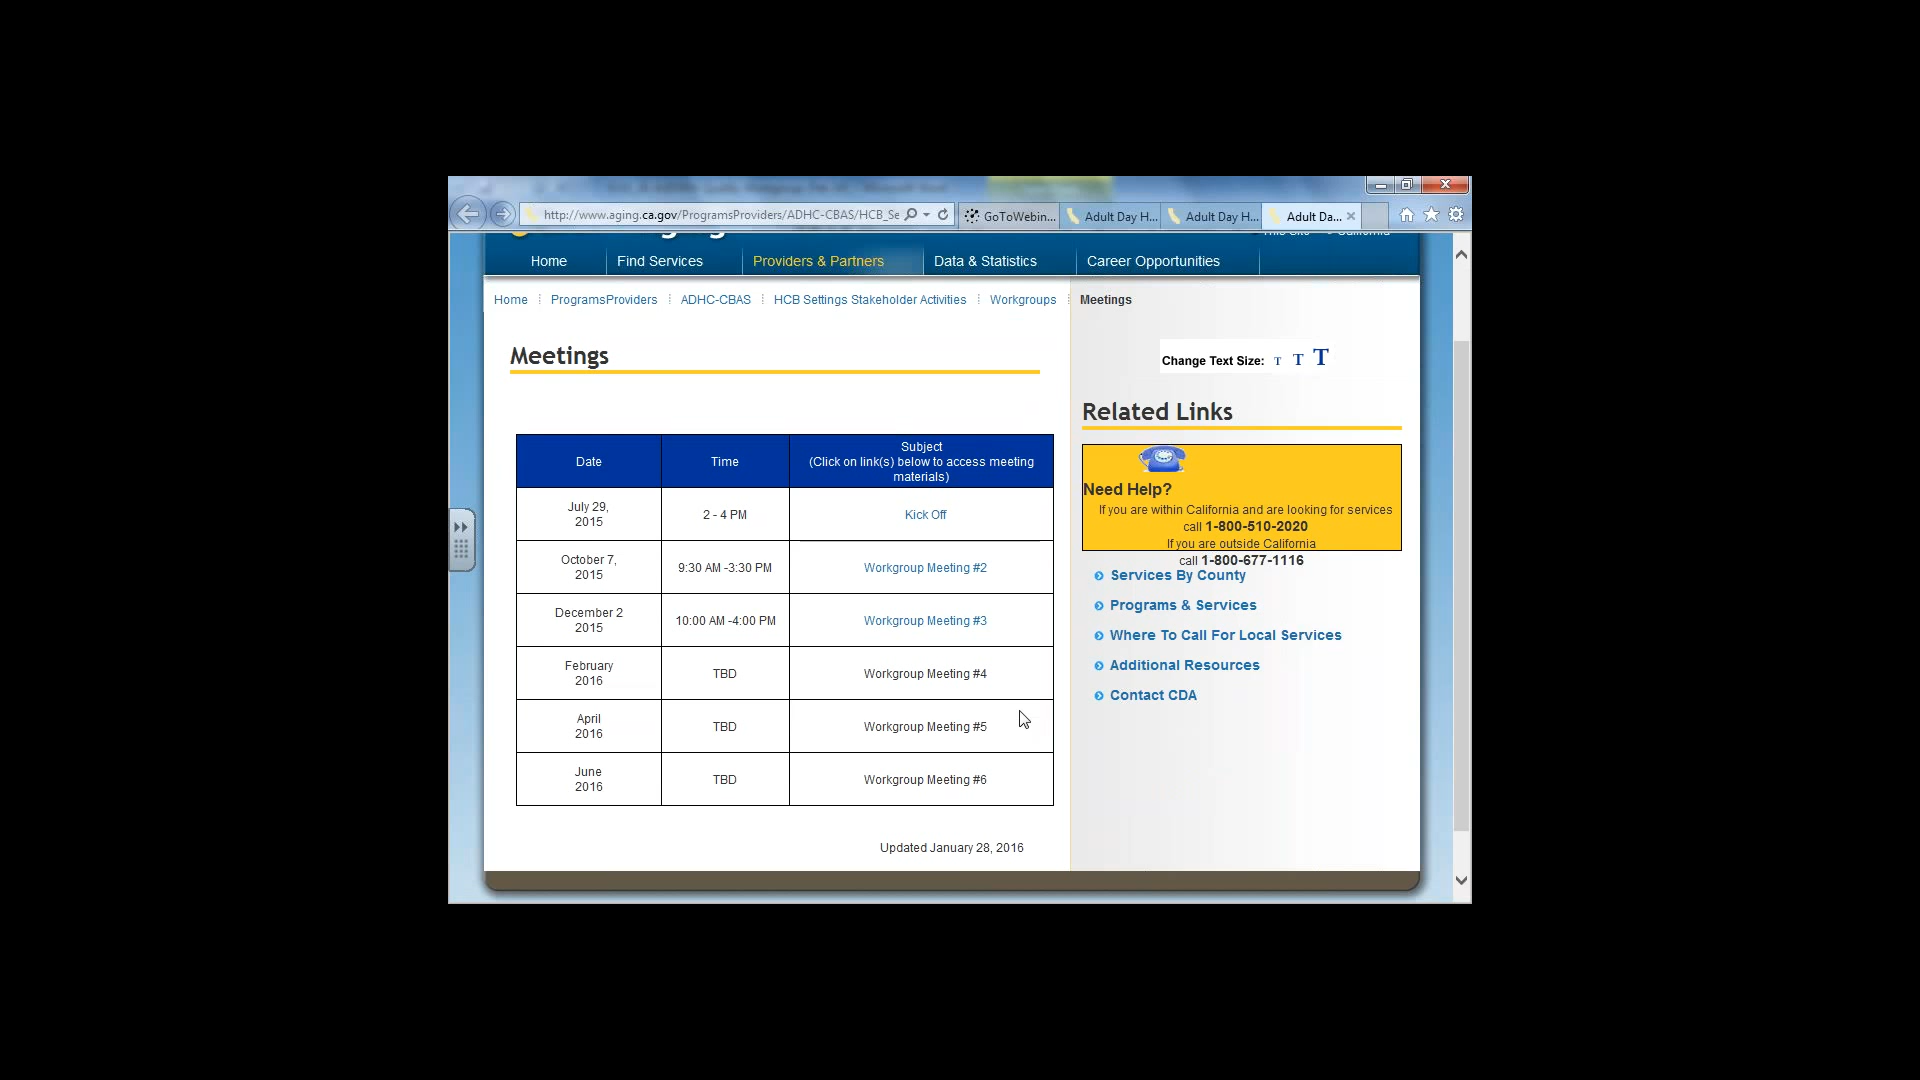 http://www.aging.ca.gov/ProgramsProviders/ADHC-CBAS/HCB_Se
GoToWebin...
Adult Day H...
Adult Day H...
Adult Da...
Home
Find Services
Providers & Partners
Data & Statistics
Career Opportunities
Home
ProgramsProviders
ADHC-CBAS
HCB Settings Stakeholder Activities
Workgroups
Meetings
Meetings
Date
Time
Subject
(Click on link(s) below to access meeting
materials)
July 29,
2015
2 - 4 PM
Kick Off
October 7,
2015
9:30 AM -3:30 PM
Workgroup Meeting #2
December 2
2015
10:00 AM -4:00 PM
Workgroup Meeting #3
February
2016
TBD
Workgroup Meeting #4
April
2016
TBD
Workgroup Meeting #5
June
2016
TBD
Workgroup Meeting #6
Updated January 28, 2016
Change Text Size: T T T
Related Links
Need Help?
If you are within California and are looking for services
call 1-800-510-2020
If you are outside California
call 1-800-677-1116
Services By County
Programs & Services
Where To Call For Local Services
Additional Resources
Contact CDA